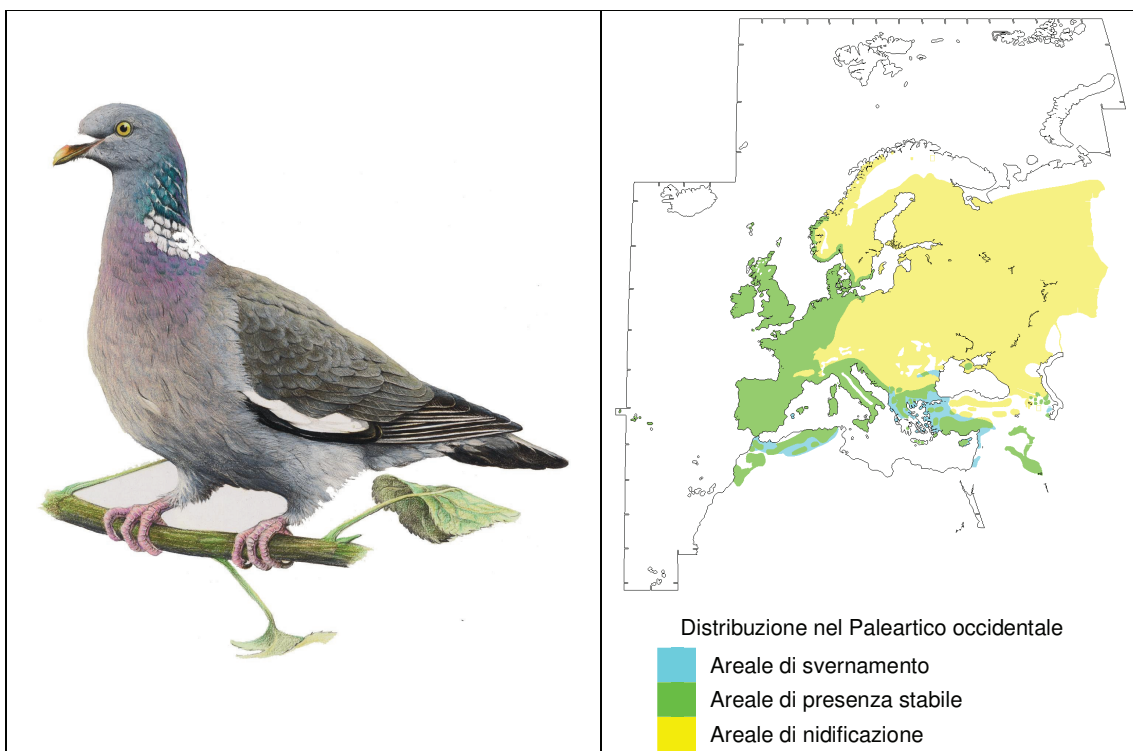 Distribuzione nel Paleartico occidentale
Areale di svernamento
Areale di presenza stabile
Areale di nidificazione